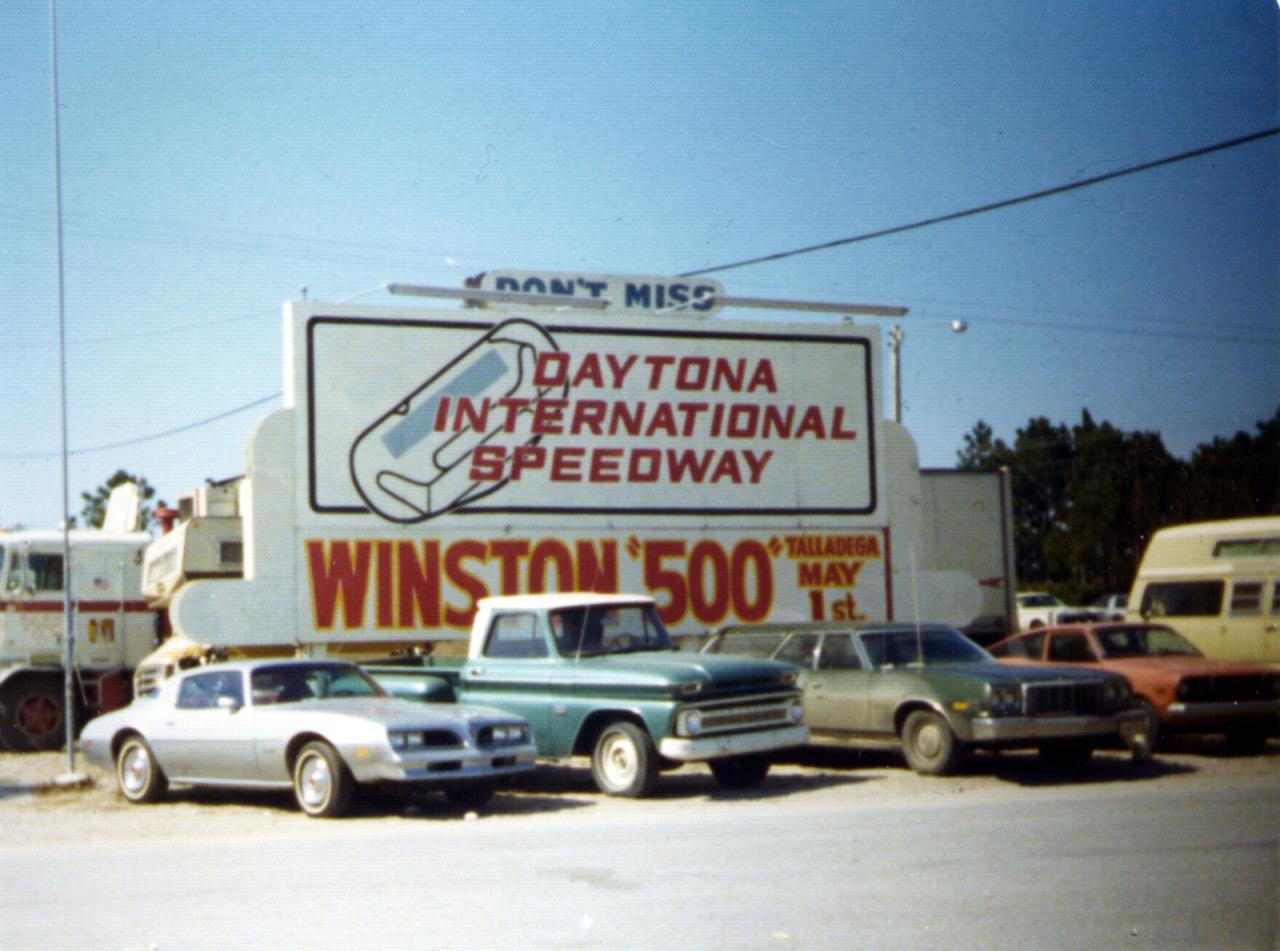 DON'T MISS
DAYTONA
INTERNATIONAL
SPEEDWAY
WINSTON "500"
TALLADEGA
MAY
1st.